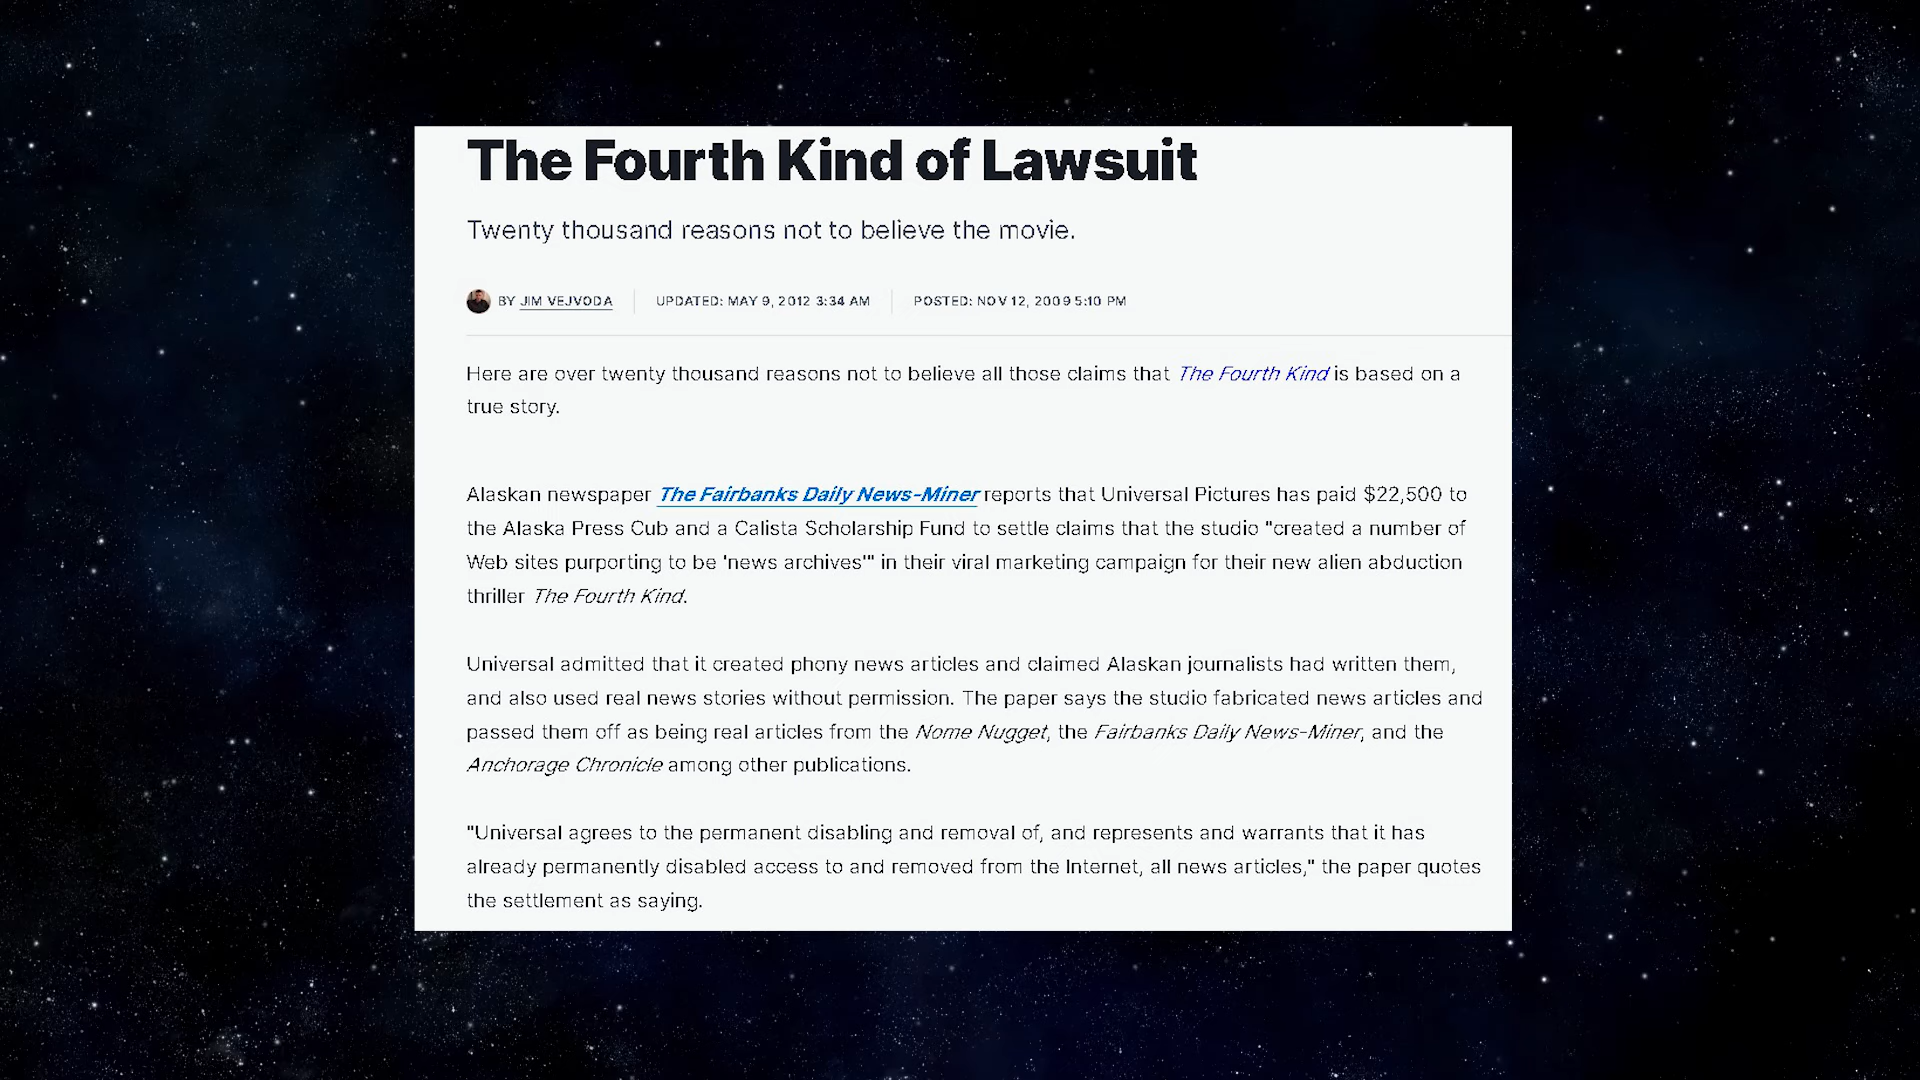 The Fourth Kind of Lawsuit
Twenty thousand reasons not to believe the movie.
BY JIM VEJVODA UPDATED: MAY 9, 2012 3:34 AM POSTED: NOV 12, 2009 5:10 PM
Here are over twenty thousand reasons not to believe all those claims that The Fourth Kind is based on a
true story.
Alaskan newspaper The Fairbanks Daily News-Miner reports that Universal Pictures has paid $22,500 to
the Alaska Press Cub and a Calista Scholarship Fund to settle claims that the studio "created a number of
Web sites purporting to be 'news archives'" in their viral marketing campaign for their new alien abduction
thriller The Fourth Kind.
Universal admitted that it created phony news articles and claimed Alaskan journalists had written them,
and also used real news stories without permission. The paper says the studio fabricated news articles and
passed them off as being real articles from the Nome Nugget, the Fairbanks Daily News-Miner, and the
Anchorage Chronicle among other publications.
"Universal agrees to the permanent disabling and removal of, and represents and warrants that it has
already permanently disabled access to and removed from the Internet, all news articles," the paper quotes
the settlement as saying.